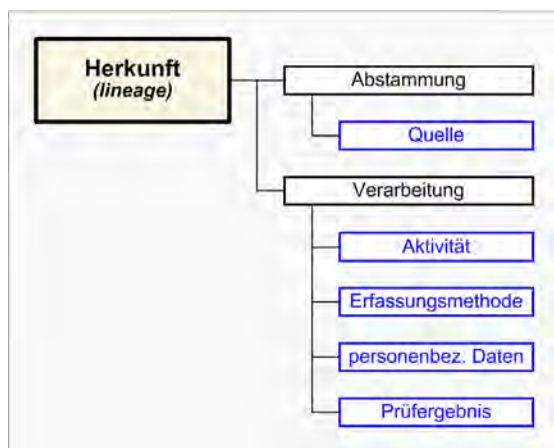 Herkunft
(lineage)
Abstammung
Quelle
Verarbeitung
Aktivität
Erfassungsmethode
personenbez. Daten
Prüfergebnis